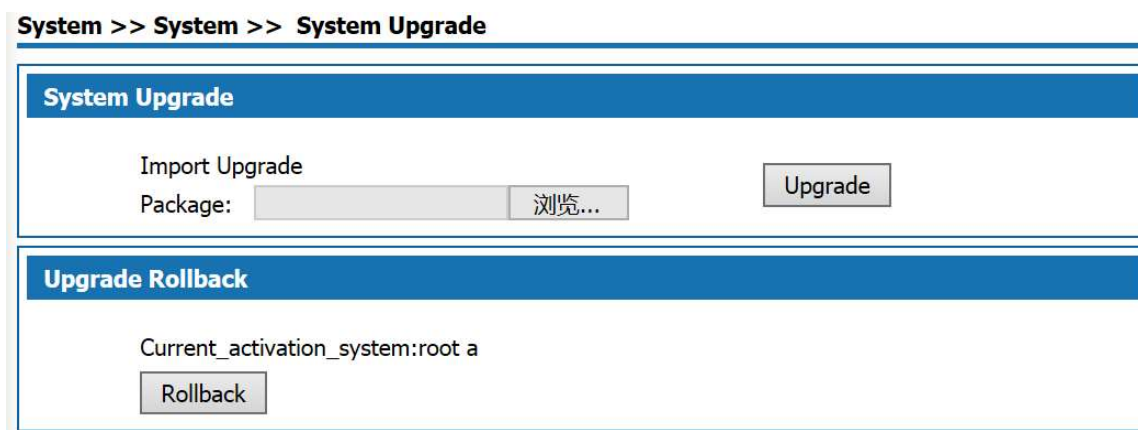 System >> System >> System Upgrade
System Upgrade
Import Upgrade
Package:
浏览...
Upgrade
Upgrade Rollback
Current_activation_system:root a
Rollback